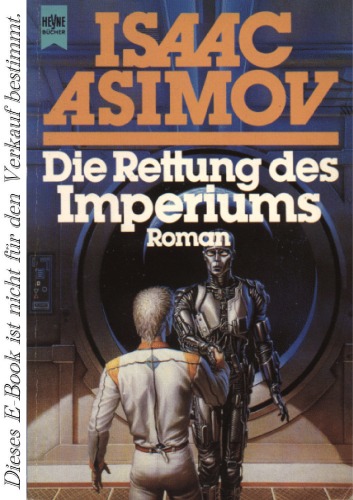 HEYNE
BÜCHER
ISAAC
ASIMOV
Die Rettung des
Imperiums
Roman
Dieses E Book ist nicht für den Verkauf bestimmt.